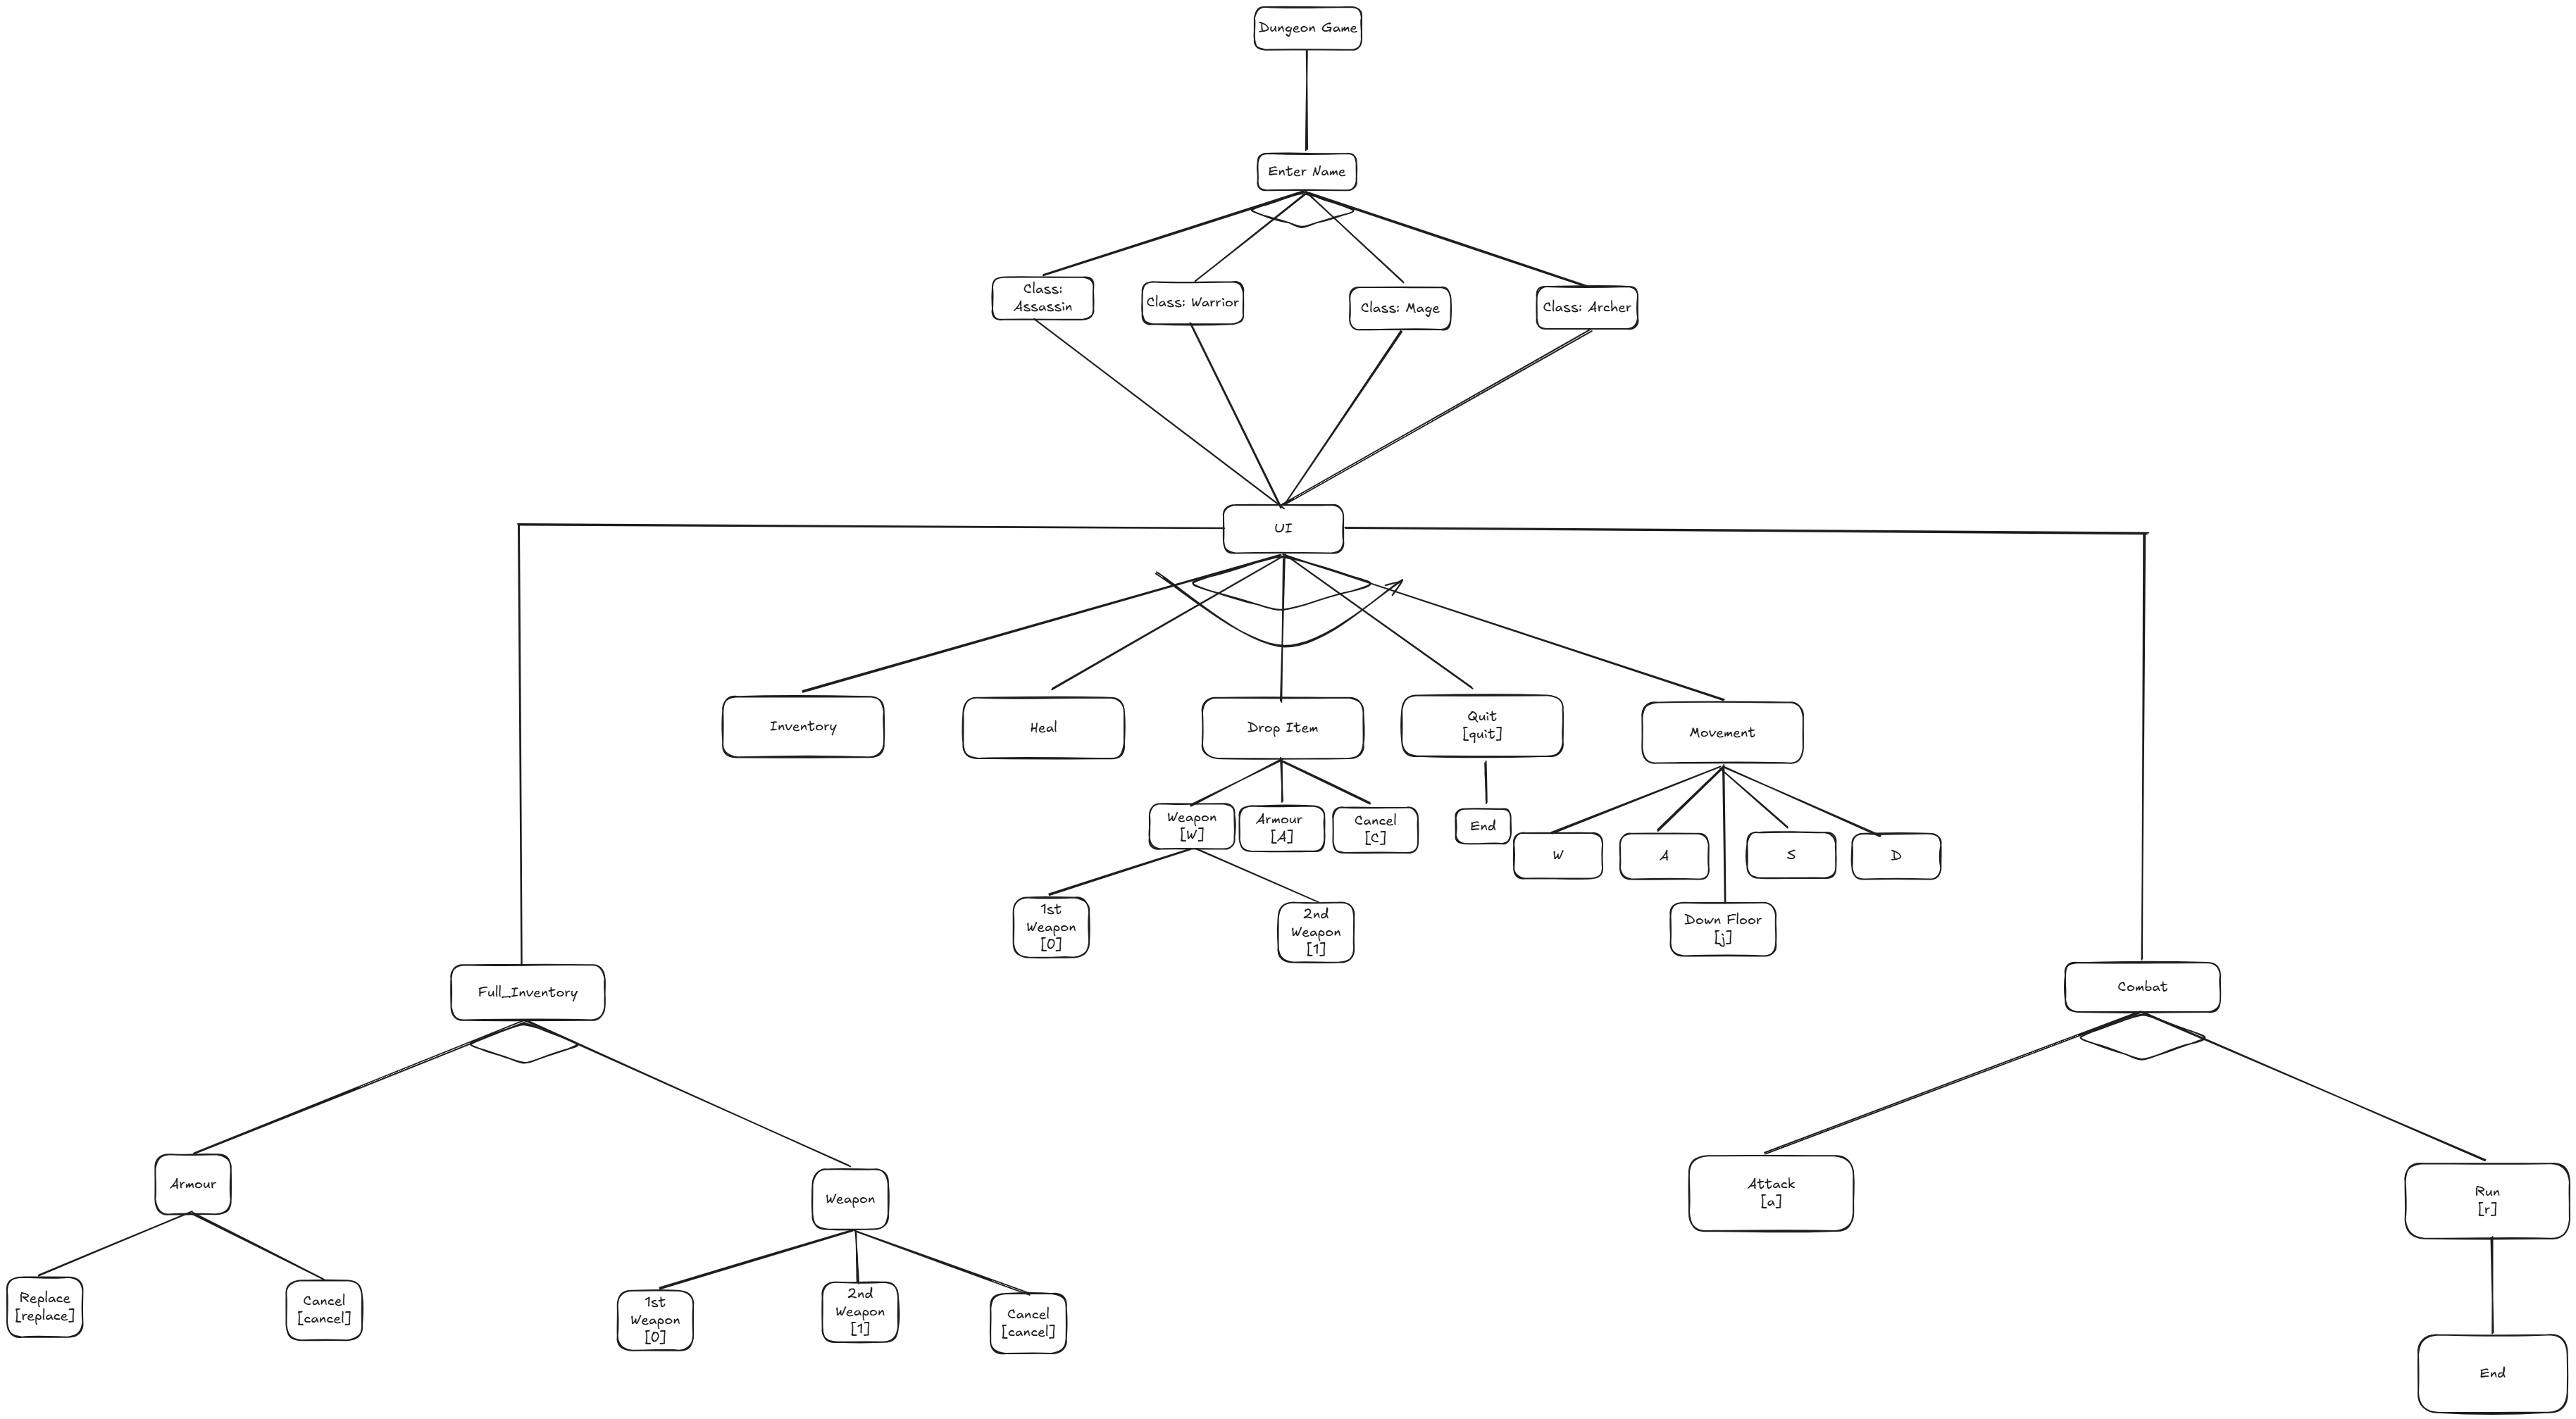 Dungeon Game
Enter Name
Class:
Assassin
Class: Warrior
Class: Mage
Class: Archer
UI
Inventory
Heal
Drop Item
Quit
[quit]
Movement
Weapon
[W]
Armour
[A]
Cancel
[C]
End
W
A
S
D
1st
Weapon
[0]
2nd
Weapon
[1]
Down Floor
[j]
Full_Inventory
Combat
Armour
Weapon
Attack
[a]
Run
[r]
Replace
[replace]
Cancel
[cancel]
1st
Weapon
[0]
2nd
Weapon
[1]
Cancel
[cancel]
End